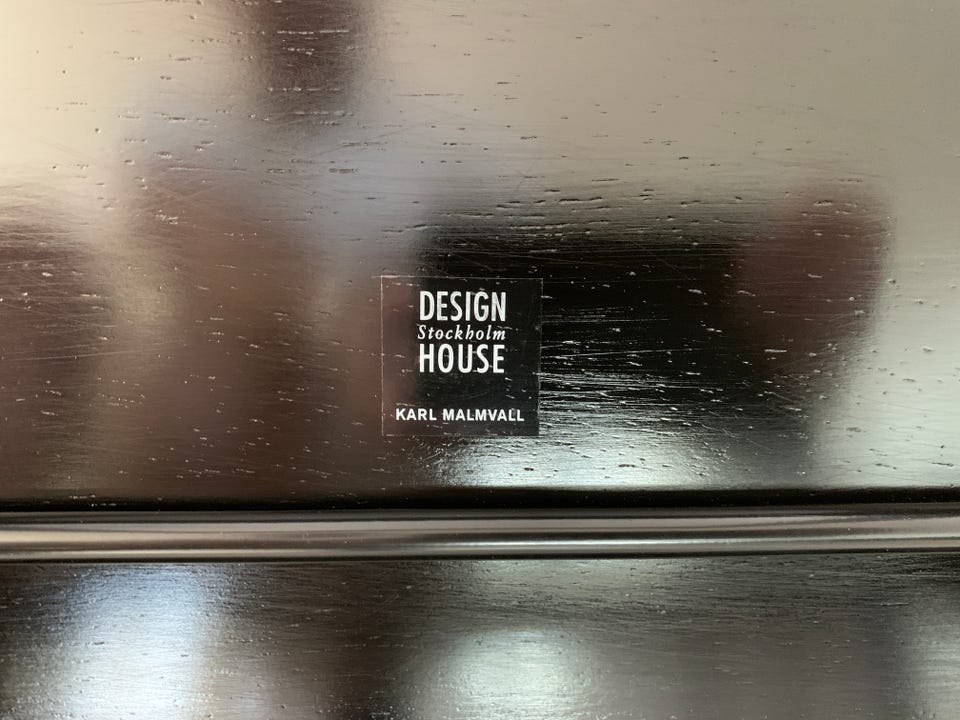 DESIGN
Stockholm
HOUSE
KARL MALMVALL